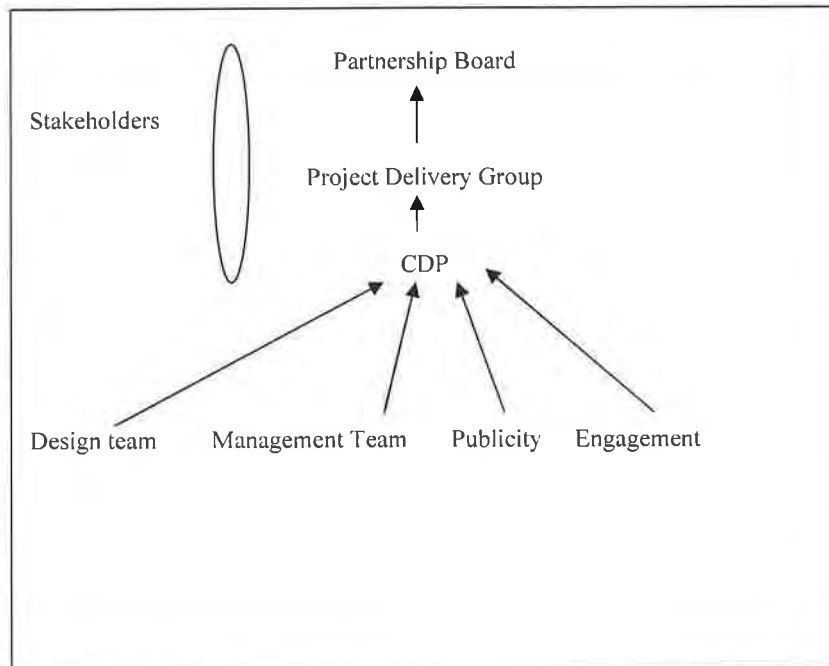 Partnership Board
Stakeholders
Project Delivery Group
CDP
Design team
Management Team
Publicity
Engagement